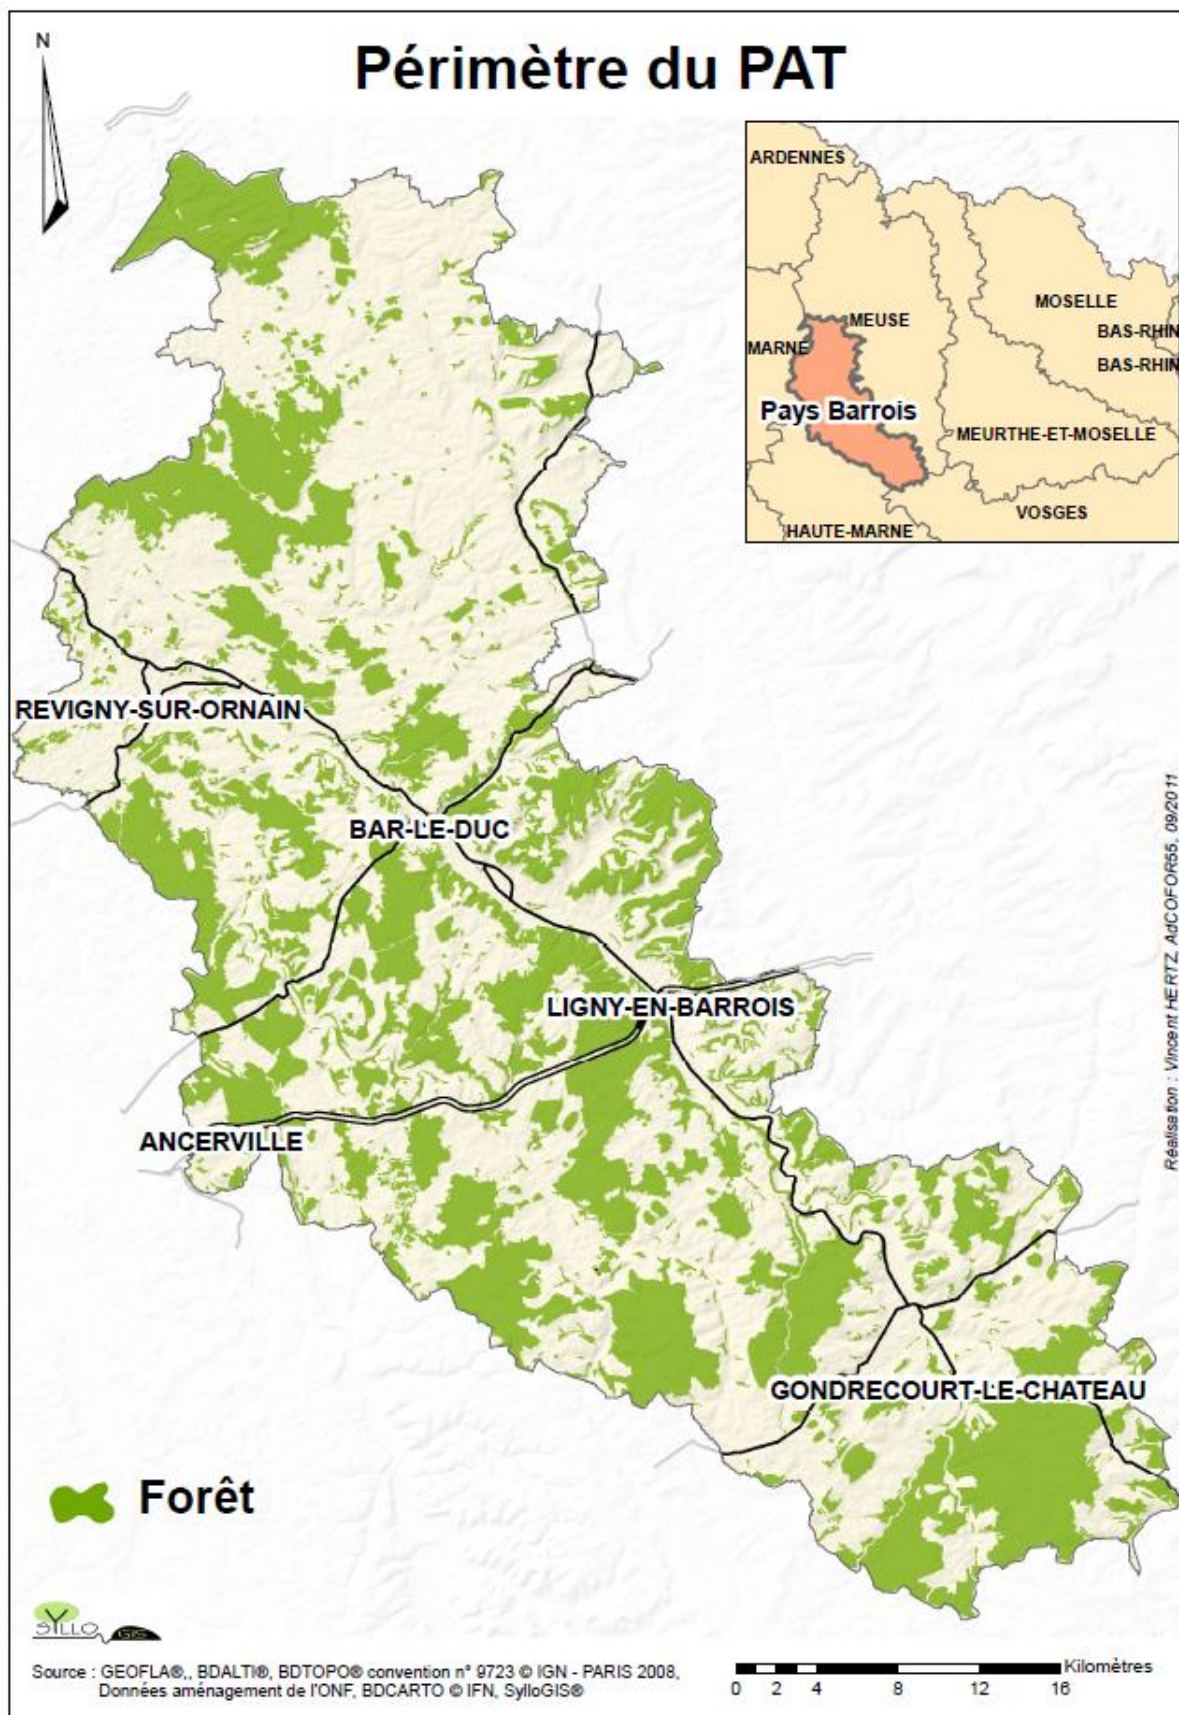 Périmètre du PAT
N
ARDENNES
MOSELLE
MEUSE
BAS-RHIN
MARNE
BAS-RHIN
Pays Barrois
MEURTHE-ET-MOSELLE
VOSGES
HAUTE-MARNE
REVIGNY-SUR-ORNAIN
BAR-LE-DUC
LIGNY-EN-BARROIS
ANCERVILLE
GONDRECOURT-LE-CHATEAU
Réalisation : Vincent HERTZ, AdCOFOR55, 09/2011
Forêt
SYLLO GIS
Source : GEOFLA®,, BDALTI®, BDTOPO® convention n° 9723 © IGN - PARIS 2008,
Données aménagement de l'ONF, BDCARTO © IFN, SylloGIS®
Kilomètres
0 2 4 8 12 16